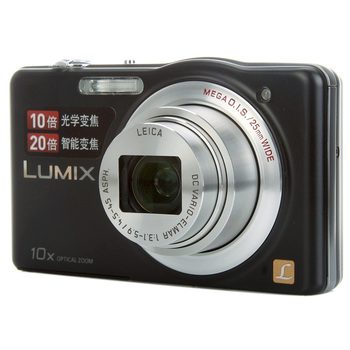 10倍 光学变焦
20倍 智能变焦
LUMIX
10x OPTICAL ZOOM
MEGA O.I.S./25mm WIDE
LEICA
DC VARIO-ELMAR 1:3.1-5.9/4.5-45 ASPH.
L